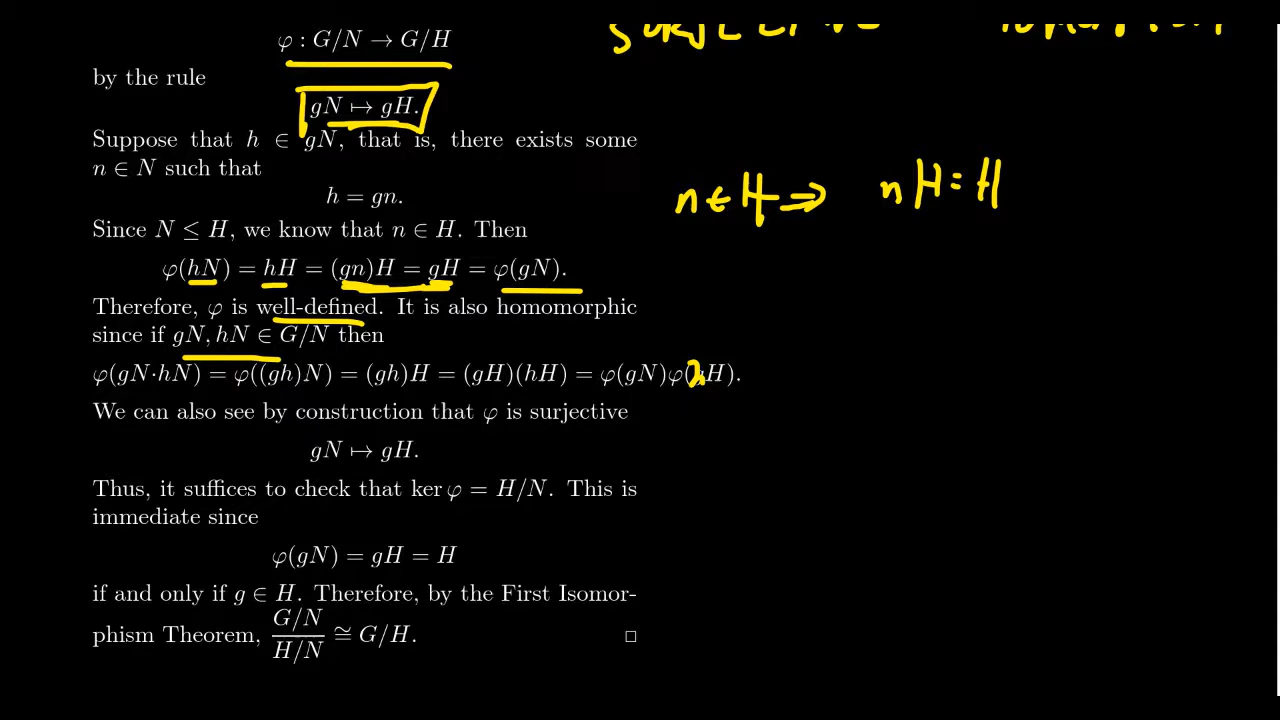 φ : G/N → G/H
by the rule
gN ↦ gH.
Suppose that h ∈ gN, that is, there exists some
n ∈ N such that
h = gn.
n ∈ H ⇒ nH = H
Since N ≤ H, we know that n ∈ H. Then
φ(hN) = hH = (gn)H = gH = φ(gN).
Therefore, φ is well-defined. It is also homomorphic
since if gN, hN ∈ G/N then
φ(gN·hN) = φ((gh)N) = (gh)H = (gH)(hH) = φ(gN)φ(hH).
We can also see by construction that φ is surjective
gN ↦ gH.
Thus, it suffices to check that ker φ = H/N. This is
immediate since
φ(gN) = gH = H
if and only if g ∈ H. Therefore, by the First Isomor-
phism Theorem, (G/N)/(H/N) ≅ G/H. □